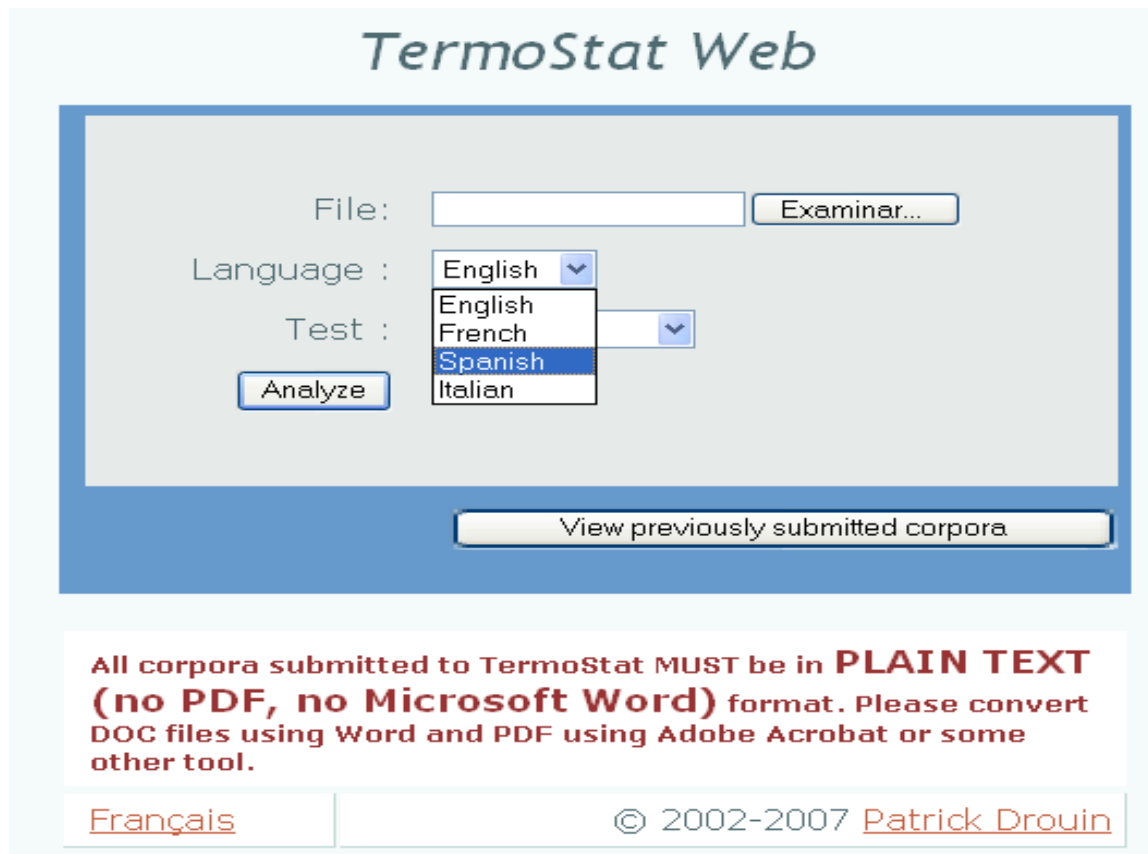 TermoStat Web
File: Examinar...
Language : English
English
French
Spanish
Italian
Test :
Analyze
View previously submitted corpora
All corpora submitted to TermoStat MUST be in PLAIN TEXT
(no PDF, no Microsoft Word) format. Please convert
DOC files using Word and PDF using Adobe Acrobat or some
other tool.
Français
© 2002-2007 Patrick Drouin